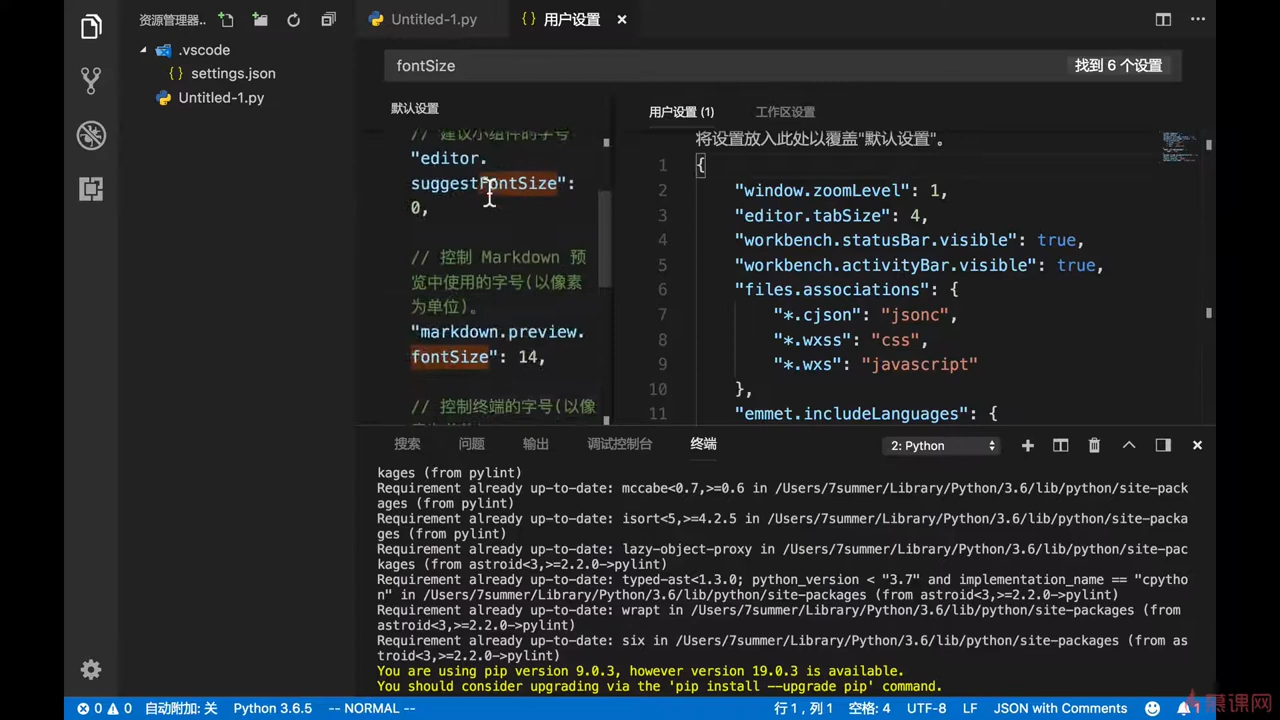 资源管理器..
Untitled-1.py
用户设置
.vscode
settings.json
Untitled-1.py
fontSize
找到 6 个设置
默认设置
// 建议小组件的字号
"editor.
suggestFontSize":
0,
// 控制 Markdown 预
览中使用的字号(以像素
为单位)。
"markdown.preview.
fontSize": 14,
// 控制终端的字号(以像
用户设置 (1)
工作区设置
将设置放入此处以覆盖"默认设置"。
1 {
2 "window.zoomLevel": 1,
3 "editor.tabSize": 4,
4 "workbench.statusBar.visible": true,
5 "workbench.activityBar.visible": true,
6 "files.associations": {
7 "*.cjson": "jsonc",
8 "*.wxss": "css",
9 "*.wxs": "javascript"
10 },
11 "emmet.includeLanguages": {
搜索 问题 输出 调试控制台 终端 2: Python
kages (from pylint)
Requirement already up-to-date: mccabe<0.7,>=0.6 in /Users/7summer/Library/Python/3.6/lib/python/site-pack
ages (from pylint)
Requirement already up-to-date: isort<5,>=4.2.5 in /Users/7summer/Library/Python/3.6/lib/python/site-packa
ges (from pylint)
Requirement already up-to-date: lazy-object-proxy in /Users/7summer/Library/Python/3.6/lib/python/site-pac
kages (from astroid<3,>=2.2.0->pylint)
Requirement already up-to-date: typed-ast<1.3.0; python_version < "3.7" and implementation_name == "cpytho
n" in /Users/7summer/Library/Python/3.6/lib/python/site-packages (from astroid<3,>=2.2.0->pylint)
Requirement already up-to-date: wrapt in /Users/7summer/Library/Python/3.6/lib/python/site-packages (from
astroid<3,>=2.2.0->pylint)
Requirement already up-to-date: six in /Users/7summer/Library/Python/3.6/lib/python/site-packages (from as
troid<3,>=2.2.0->pylint)
You are using pip version 9.0.3, however version 19.0.3 is available.
You should consider upgrading via the 'pip install --upgrade pip' command.
0 0 自动附加: 关 Python 3.6.5 -- NORMAL -- 行 1，列 1 空格: 4 UTF-8 LF JSON with Comments 1
慕课网